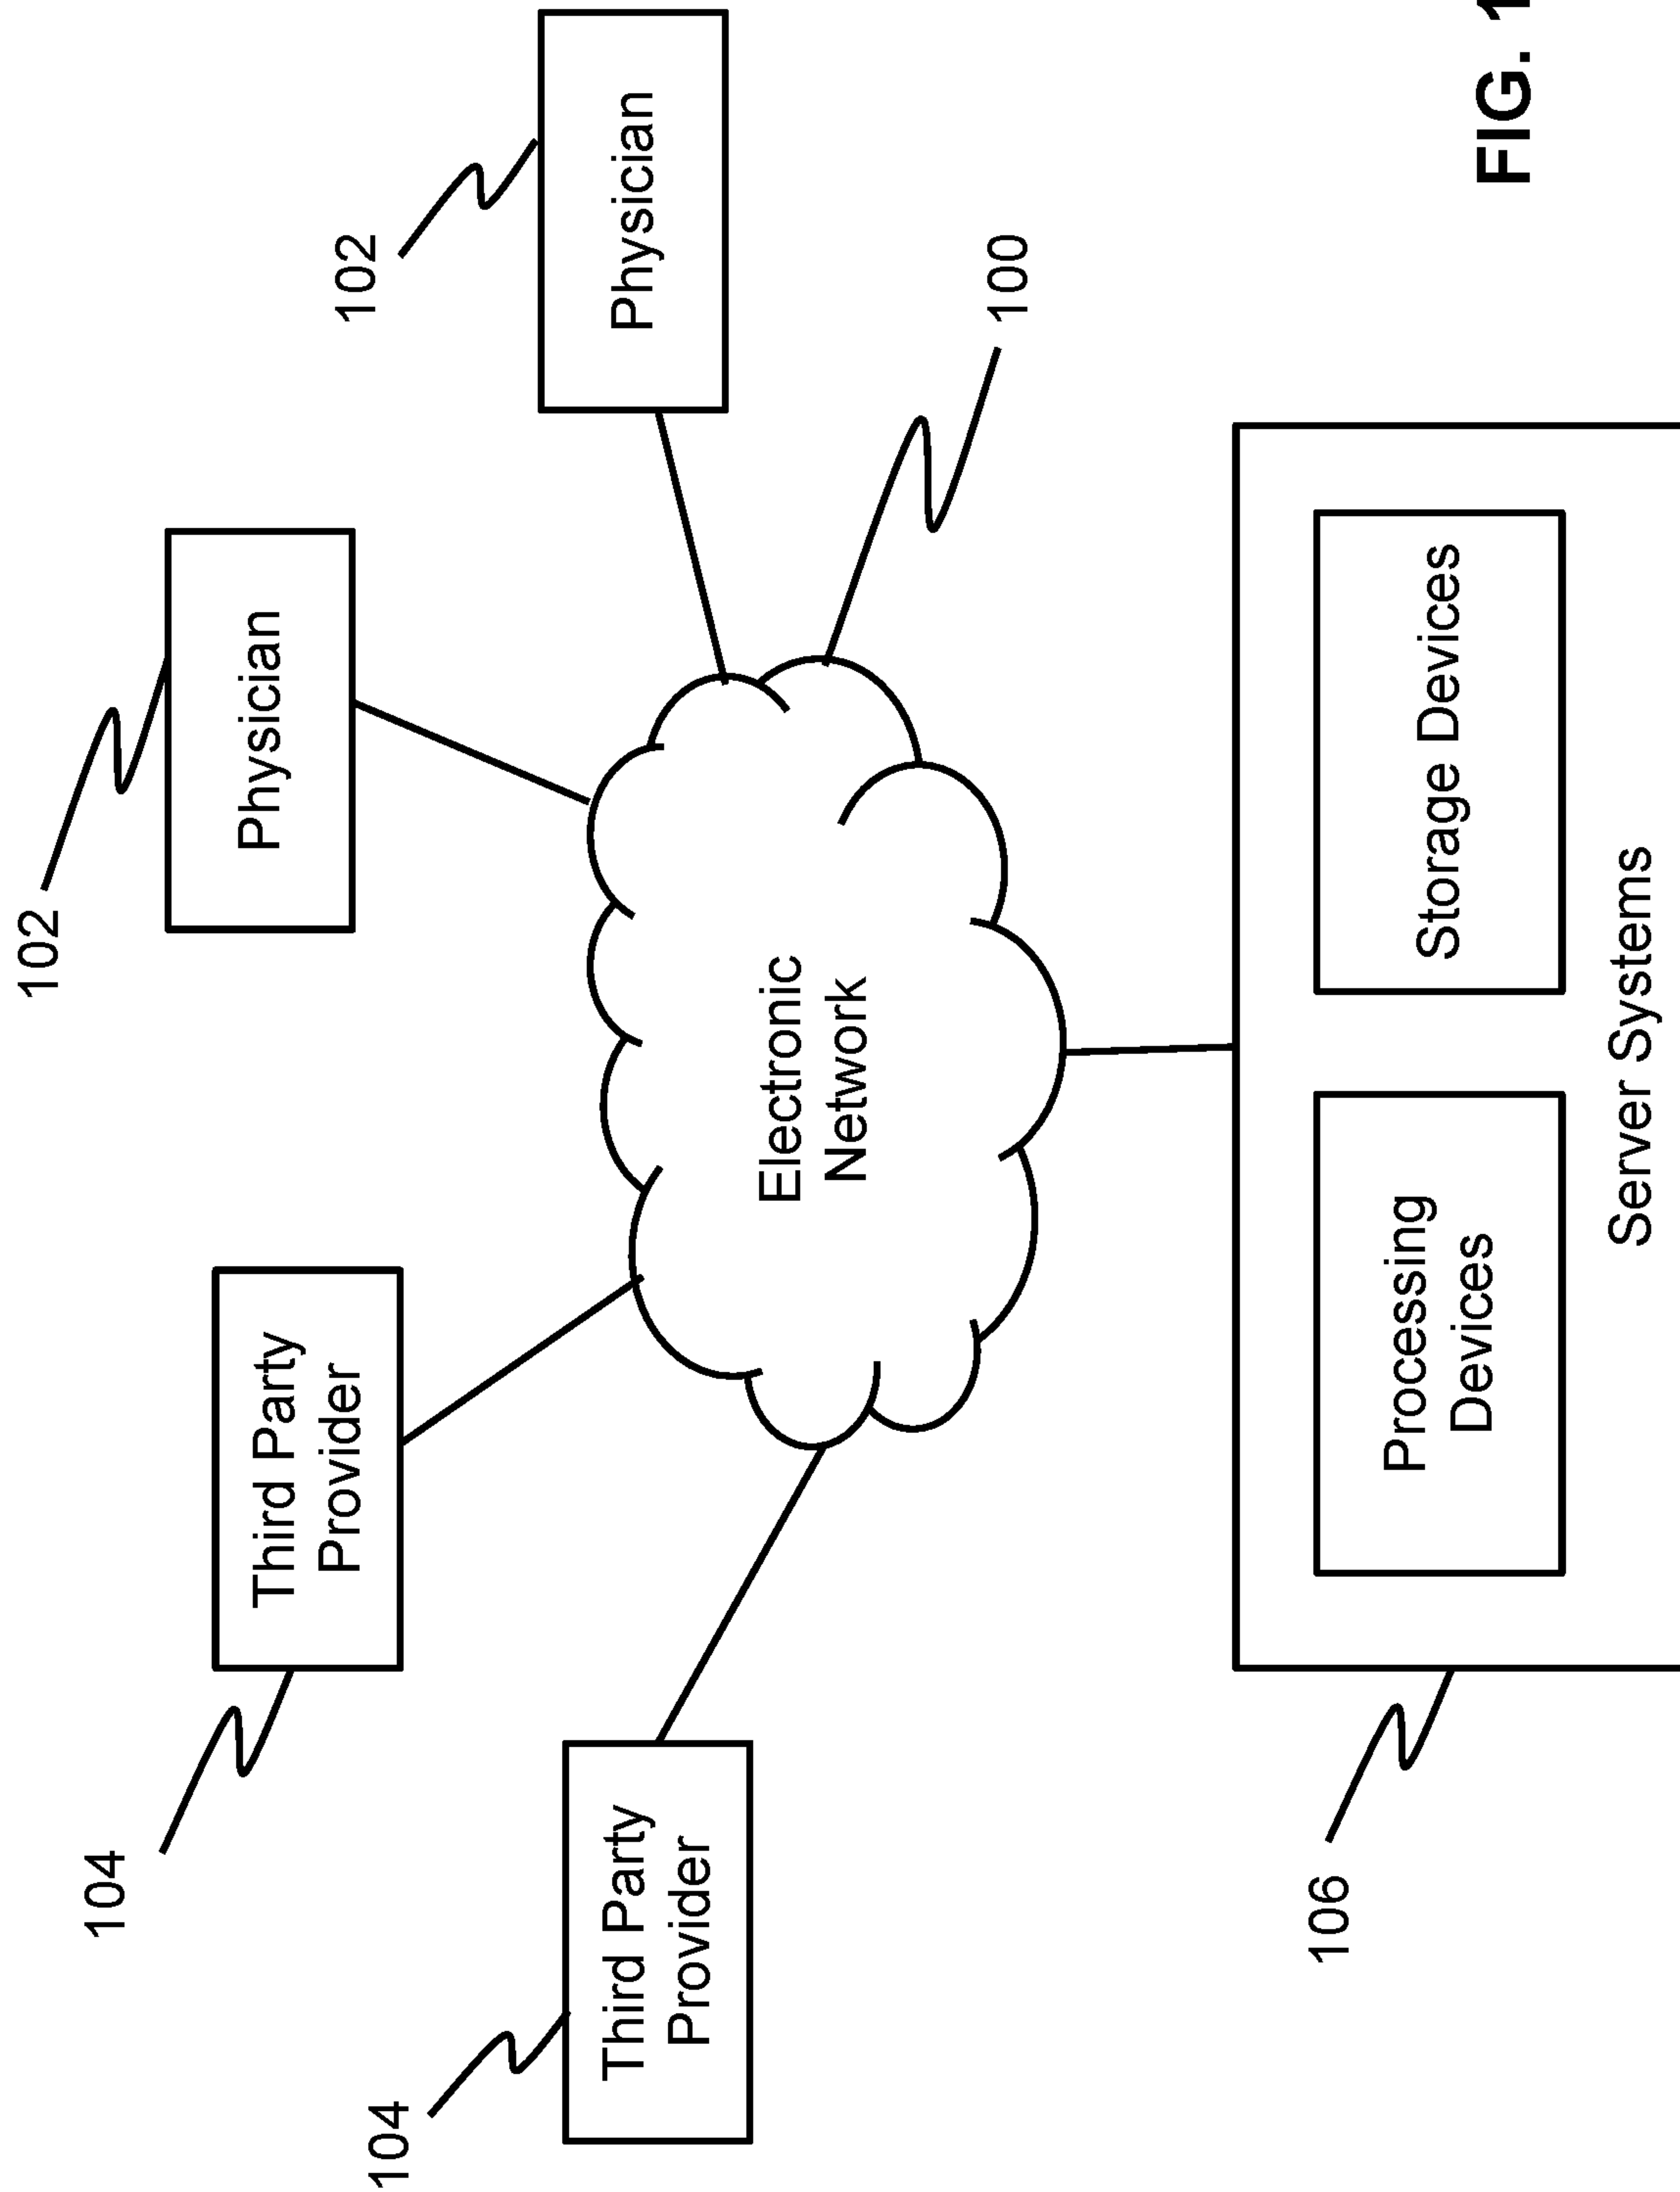 102
Physician
102
Physician
104
Third Party
Provider
104
Third Party
Provider
Electronic
Network
100
106
Processing
Devices
Storage Devices
Server Systems
FIG. 1